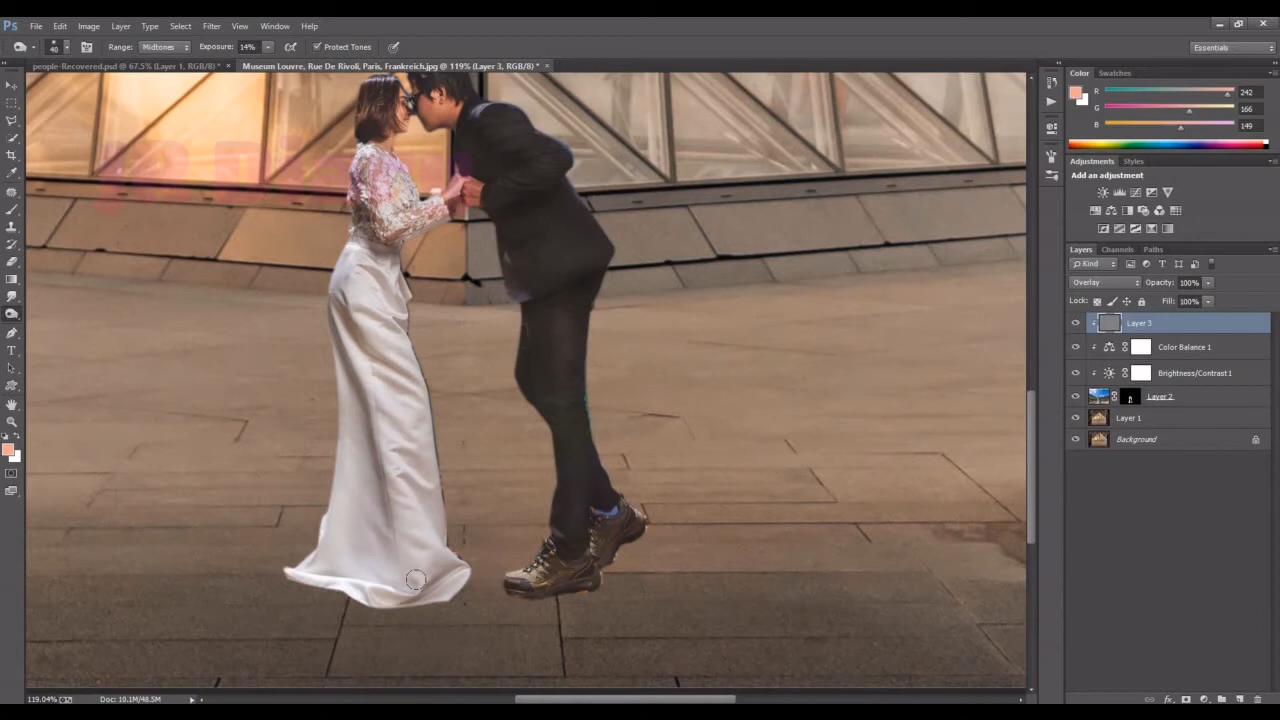 Ps File Edit Image Layer Type Select Filter View Window Help
40 Range: Midtones Exposure: 14% Protect Tones Essentials
people-Recovered.psd @ 67.5% (Layer 1, RGB/8) * × Museum Louvre, Rue De Rivoli, Paris, Frankreich.jpg @ 119% (Layer 3, RGB/8) * ×
Color Swatches
R 242
G 166
B 149
Adjustments Styles
Add an adjustment
Layers Channels Paths
Kind
Overlay Opacity: 100%
Lock: Fill: 100%
Layer 3
Color Balance 1
Brightness/Contrast 1
Layer 2
Layer 1
Background
119.04% Doc: 10.1M/48.5M